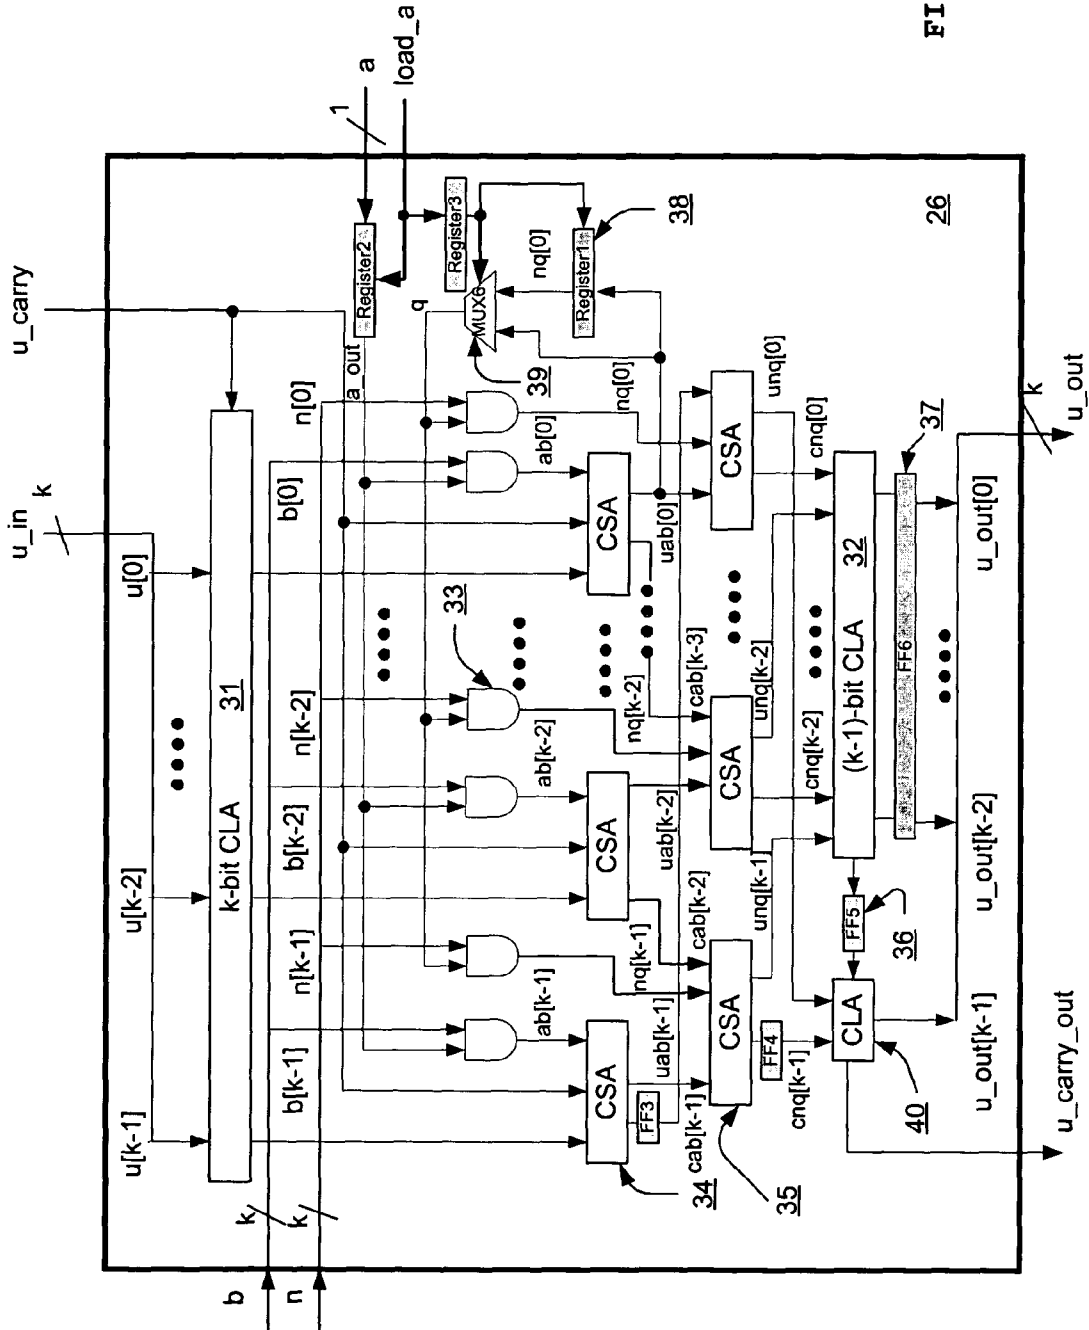 u_in
k
u_carry
a
load_a
1
u[k-1]
u[k-2]
u[0]
k-bit CLA
31
b
k
n
k
b[k-1]
n[k-1]
b[k-2]
n[k-2]
b[0]
n[0]
a_out
Register2
Register3
q
MUX6
39
Register1
38
nq[0]
33
ab[k-1]
nq[k-1]
ab[k-2]
nq[k-2]
ab[0]
nq[0]
CSA
CSA
CSA
34
FF3
cab[k-1]
uab[k-1]
cab[k-2]
uab[k-2]
cab[k-3]
uab[0]
CSA
CSA
CSA
35
FF4
cnq[k-1]
unq[k-1]
cnq[k-2]
unq[k-2]
cnq[0]
unq[0]
CLA
40
FF5
36
(k-1)-bit CLA
32
FF6
37
u_out[k-1]
u_out[k-2]
u_out[0]
26
k
u_carry_out
u_out
FI